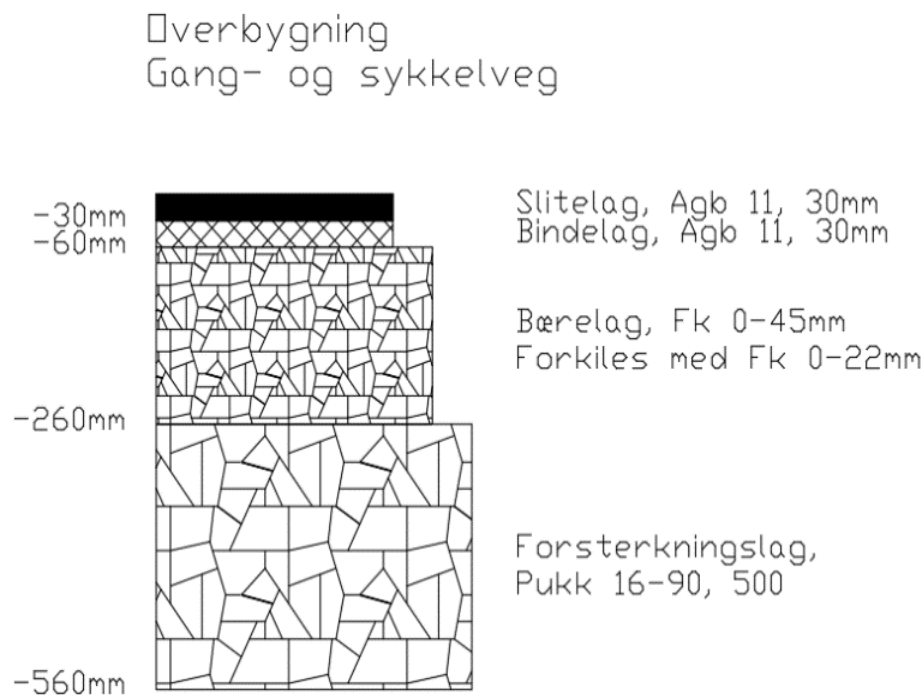 Overbygning
Gang- og sykkelveg
-30mm
-60mm
Slitelag, Agb 11, 30mm
Bindelag, Agb 11, 30mm
Bærelag, Fk 0-45mm
Forkiles med Fk 0-22mm
-260mm
Forsterkningslag,
Pukk 16-90, 500
-560mm